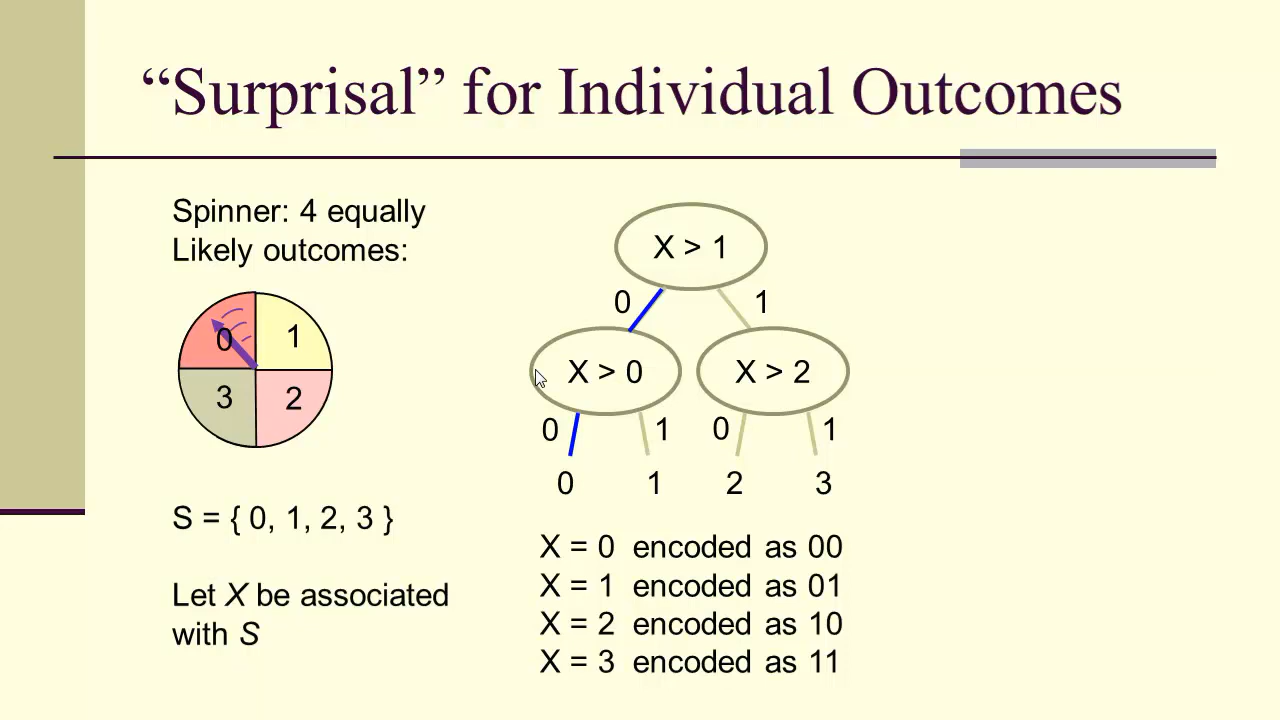 “Surprisal” for Individual Outcomes
Spinner: 4 equally
Likely outcomes:
0 1
3 2
S = { 0, 1, 2, 3 }
Let X be associated
with S
X > 1
0 1
X > 0 X > 2
0 1 0 1
0 1 2 3
X = 0 encoded as 00
X = 1 encoded as 01
X = 2 encoded as 10
X = 3 encoded as 11